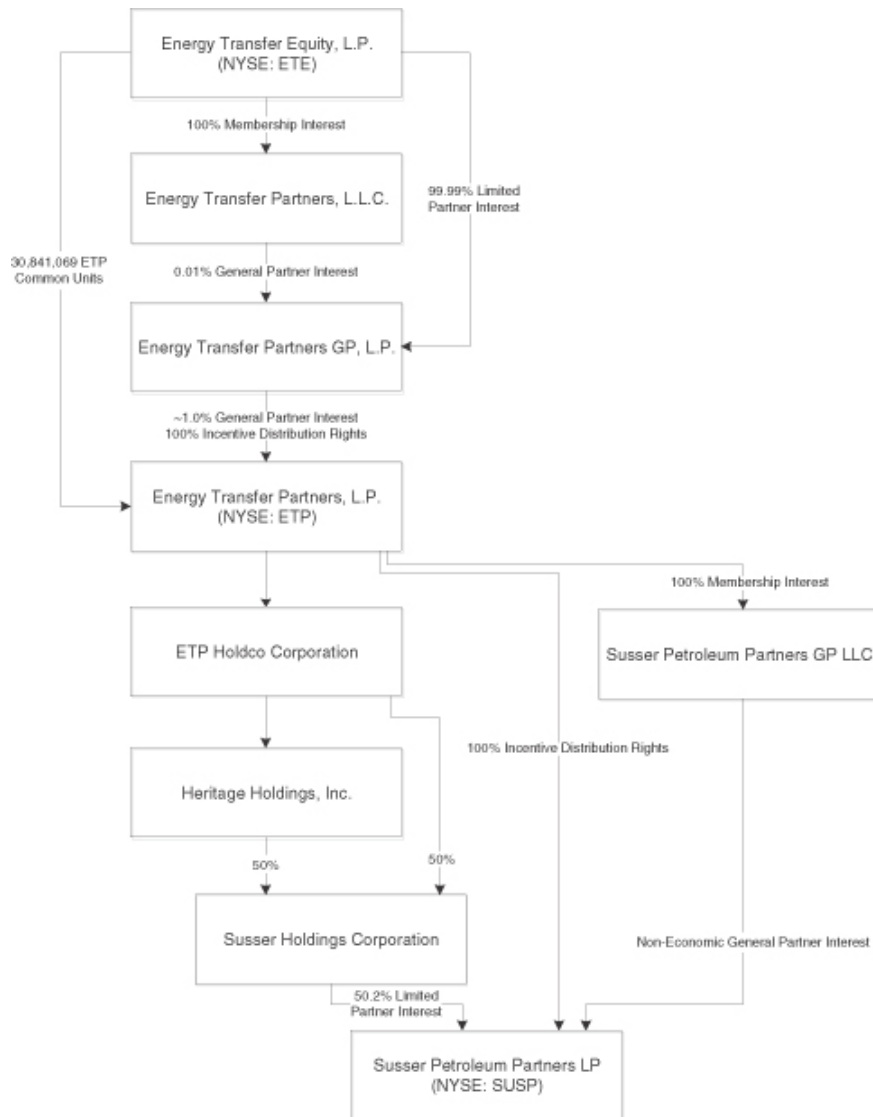 Energy Transfer Equity, L.P.
(NYSE: ETE)
100% Membership Interest
Energy Transfer Partners, L.L.C.
99.99% Limited
Partner Interest
30,841,069 ETP
Common Units
0.01% General Partner Interest
Energy Transfer Partners GP, L.P.
~1.0% General Partner Interest
100% Incentive Distribution Rights
Energy Transfer Partners, L.P.
(NYSE: ETP)
100% Membership Interest
ETP Holdco Corporation
Susser Petroleum Partners GP LLC
100% Incentive Distribution Rights
Heritage Holdings, Inc.
50%
50%
Susser Holdings Corporation
Non-Economic General Partner Interest
50.2% Limited
Partner Interest
Susser Petroleum Partners LP
(NYSE: SUSP)